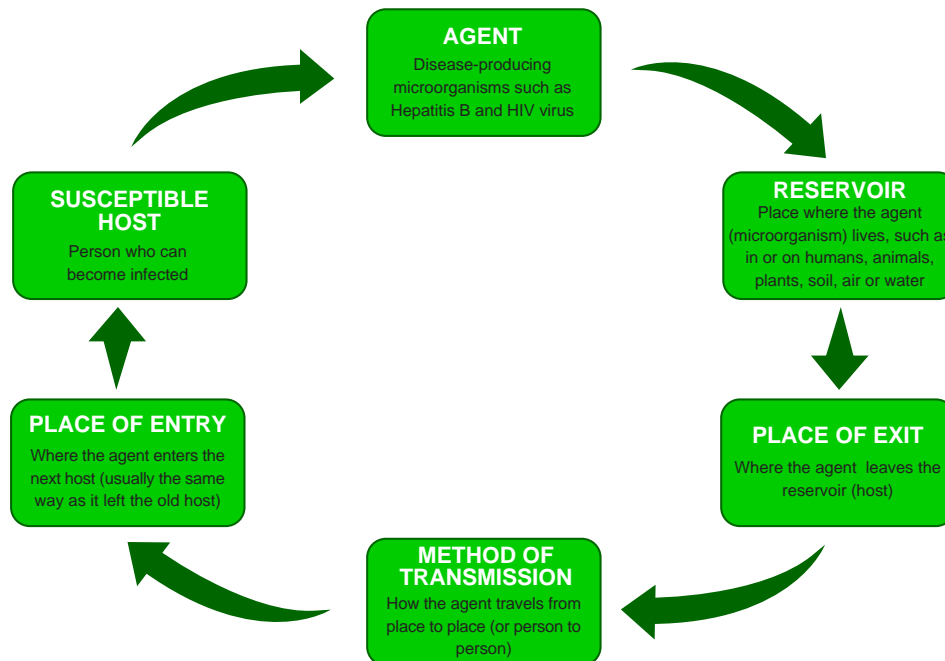 AGENT
Disease-producing
microorganisms such as
Hepatitis B and HIV virus
RESERVOIR
Place where the agent
(microorganism) lives, such as
in or on humans, animals,
plants, soil, air or water
PLACE OF EXIT
Where the agent leaves the
reservoir (host)
METHOD OF
TRANSMISSION
How the agent travels from
place to place (or person to
person)
PLACE OF ENTRY
Where the agent enters the
next host (usually the same
way as it left the old host)
SUSCEPTIBLE
HOST
Person who can
become infected